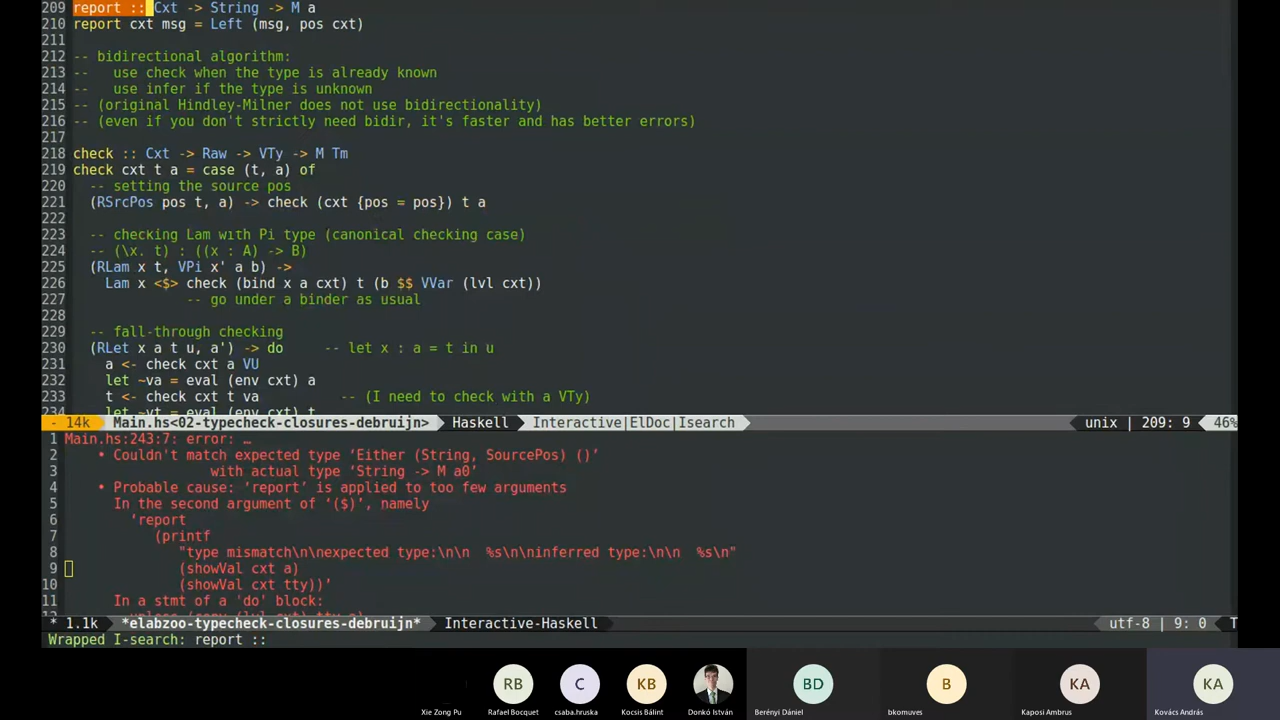 209 report :: Cxt -> String -> M a
210 report cxt msg = Left (msg, pos cxt)
211
212 -- bidirectional algorithm:
213 --   use check when the type is already known
214 --   use infer if the type is unknown
215 -- (original Hindley-Milner does not use bidirectionality)
216 -- (even if you don't strictly need bidir, it's faster and has better errors)
217
218 check :: Cxt -> Raw -> VTy -> M Tm
219 check cxt t a = case (t, a) of
220   -- setting the source pos
221   (RSrcPos pos t, a) -> check (cxt {pos = pos}) t a
222
223   -- checking Lam with Pi type (canonical checking case)
224   -- (\x. t) : ((x : A) -> B)
225   (RLam x t, VPi x' a b) ->
226     Lam x <$> check (bind x a cxt) t (b $$ VVar (lvl cxt))
227               -- go under a binder as usual
228
229   -- fall-through checking
230   (RLet x a t u, a') -> do     -- let x : a = t in u
231     a <- check cxt a VU
232     let ~va = eval (env cxt) a
233     t <- check cxt t va          -- (I need to check with a VTy)
234     let ~vt = eval (env cxt) t
- 14k Main.hs<02-typecheck-closures-debruijn> Haskell Interactive|ElDoc|Isearch unix | 209: 9 46%
1 Main.hs:243:7: error: …
2     • Couldn't match expected type ‘Either (String, SourcePos) ()’
3                   with actual type ‘String -> M a0’
4     • Probable cause: ‘report’ is applied to too few arguments
5       In the second argument of ‘($)’, namely
6         ‘report
7            (printf
8               "type mismatch\n\nexpected type:\n\n  %s\n\ninferred type:\n\n  %s\n"
9               (showVal cxt a)
10               (showVal cxt tty))’
11       In a stmt of a 'do' block:
* 1.1k *elabzoo-typecheck-closures-debruijn* Interactive-Haskell utf-8 | 9: 0 T
Wrapped I-search: report ::
RB C KB BD B KA KA
Xie Zong Pu Rafael Bocquet csaba.hruska Kocsis Bálint Donkó István Berényi Dániel bkomuves Kaposi Ambrus Kovács András